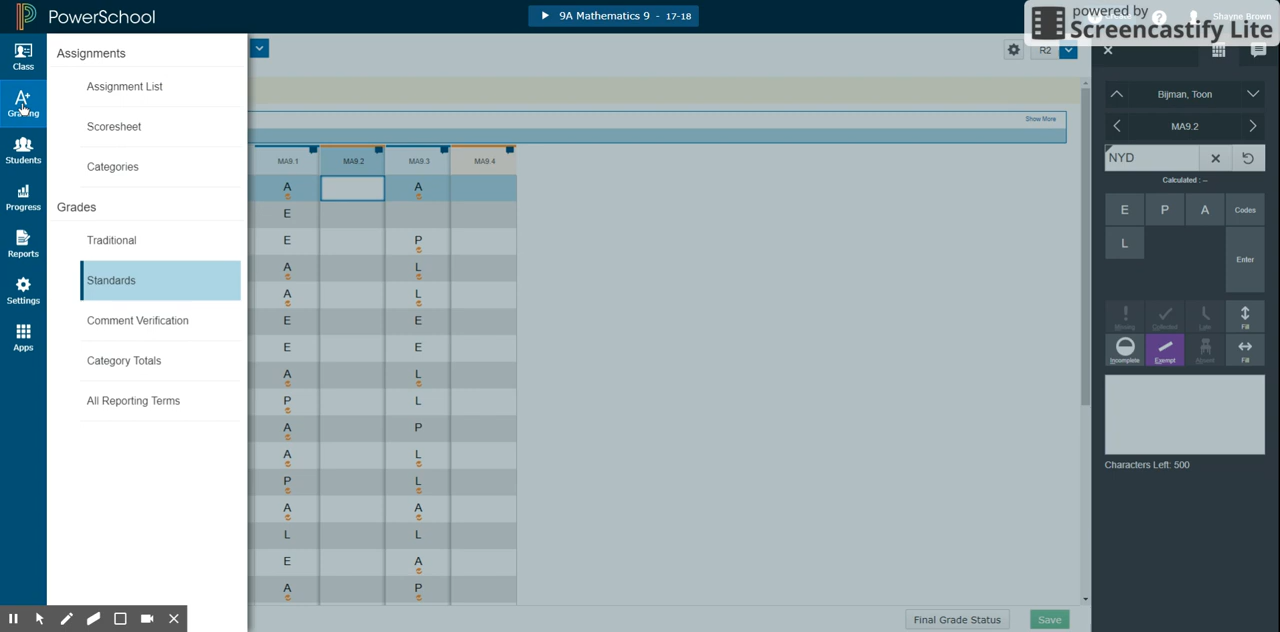 PowerSchool
9A Mathematics 9 - 17-18
powered by
Screencastify Lite
Shayne Brown
Class
Grading
Students
Progress
Reports
Settings
Apps
Assignments
Assignment List
Scoresheet
Categories
Grades
Traditional
Standards
Comment Verification
Category Totals
All Reporting Terms
R2
Show More
MA9.1 MA9.2 MA9.3 MA9.4
A A
E
E P
A L
A L
E E
E E
A L
P L
A P
A L
P L
A A
L L
E A
A P
Final Grade Status
Save
Bijman, Toon
MA9.2
NYD
Calculated : --
E P A Codes
L
Enter
Missing Collected Late Fill
Incomplete Exempt Absent Fill
Characters Left: 500